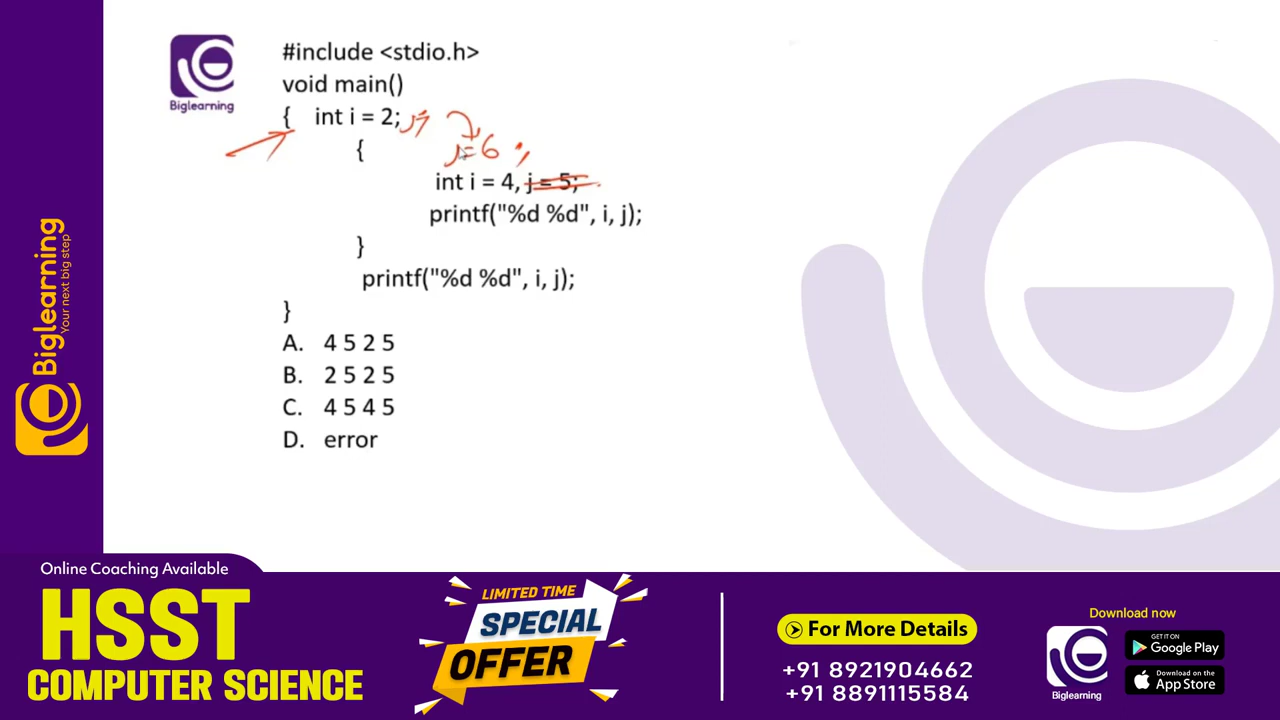 Biglearning
#include <stdio.h>
void main()
{ int i = 2;
{ j=6 ;
int i = 4, j = 5;
printf("%d %d", i, j);
}
printf("%d %d", i, j);
}
A. 4 5 2 5
B. 2 5 2 5
C. 4 5 4 5
D. error
Biglearning
Your next big step
Online Coaching Available
HSST
COMPUTER SCIENCE
LIMITED TIME
SPECIAL
OFFER
For More Details
+91 8921904662
+91 8891115584
Download now
Biglearning
GET IT ON
Google Play
Download on the
App Store